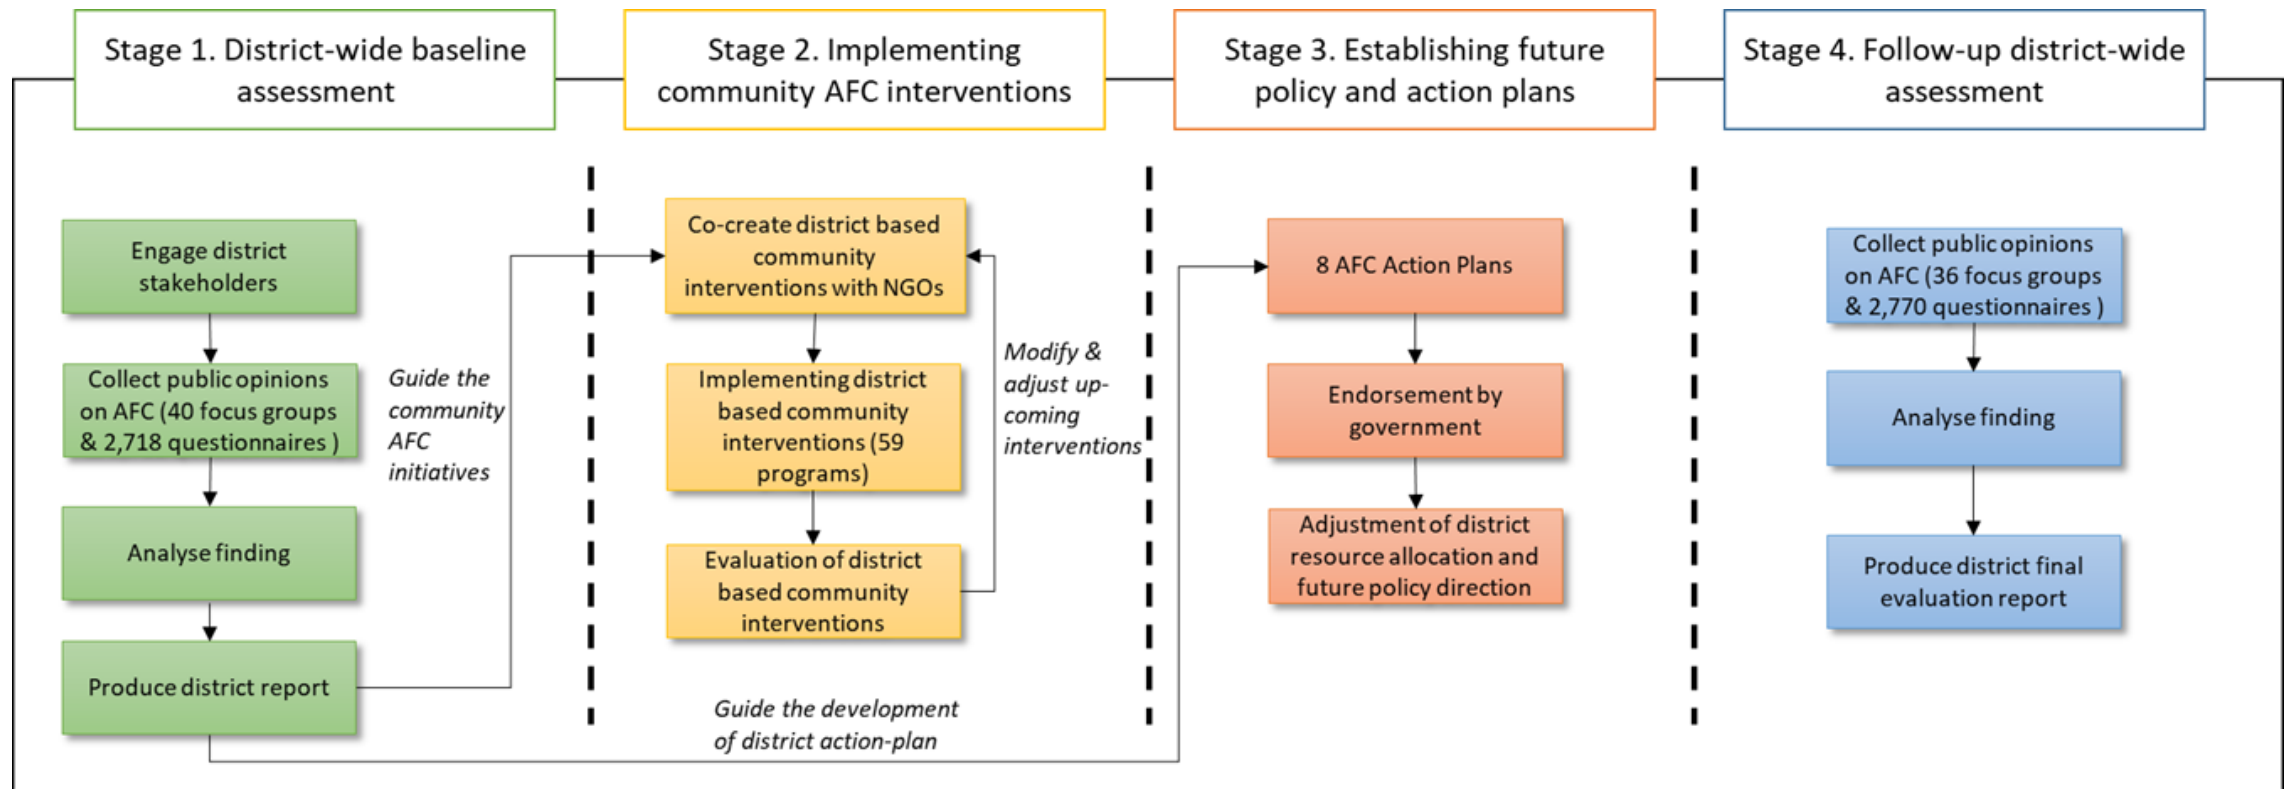 Stage 1. District-wide baseline
assessment
Stage 2. Implementing
community AFC interventions
Stage 3. Establishing future
policy and action plans
Stage 4. Follow-up district-wide
assessment
Engage district
stakeholders
Collect public opinions
on AFC (40 focus groups
& 2,718 questionnaires )
Analyse finding
Produce district report
Guide the
community
AFC
initiatives
Co-create district based
community
interventions with NGOs
Implementing district
based community
interventions (59
programs)
Evaluation of district
based community
interventions
Modify &
adjust up-
coming
interventions
Guide the development
of district action-plan
8 AFC Action Plans
Endorsement by
government
Adjustment of district
resource allocation and
future policy direction
Collect public opinions
on AFC (36 focus groups
& 2,770 questionnaires )
Analyse finding
Produce district final
evaluation report